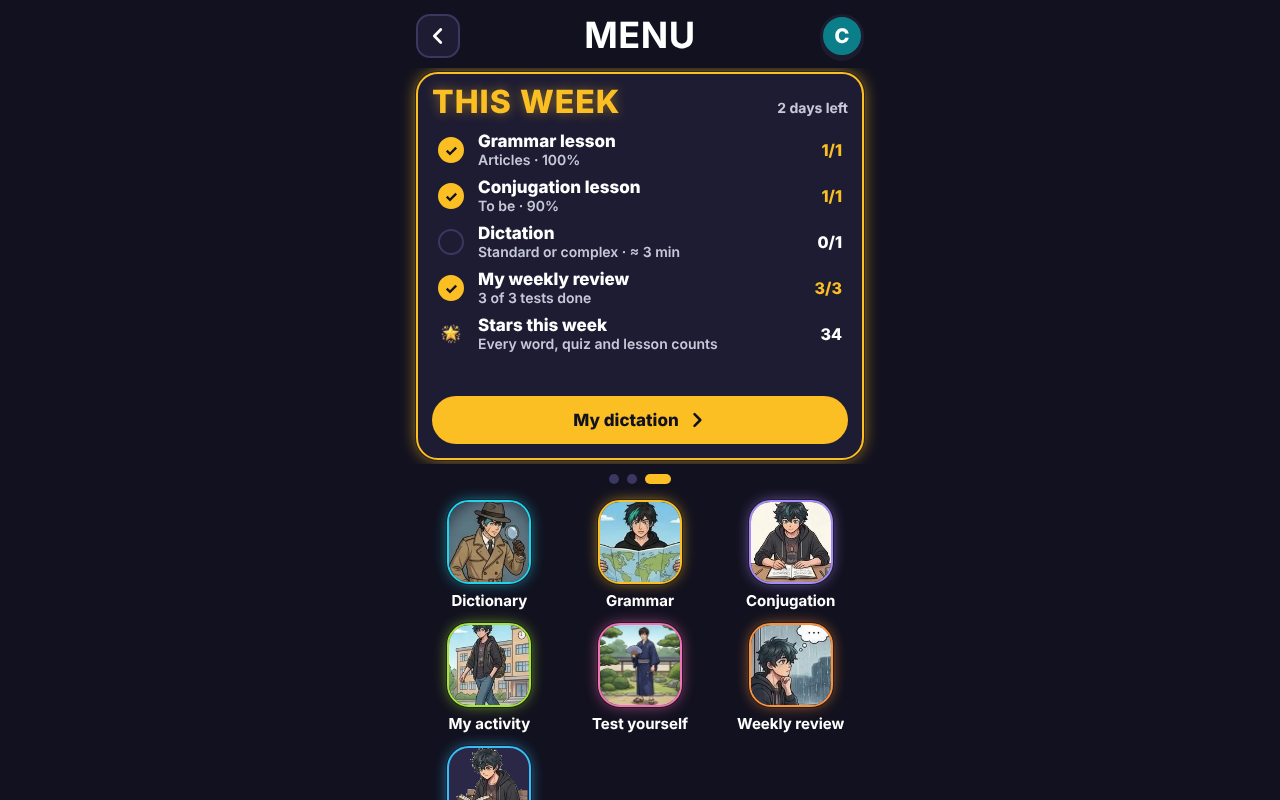 MENU
C
THIS WEEK
2 days left
Grammar lesson
Articles · 100%
1/1
Conjugation lesson
To be · 90%
1/1
Dictation
Standard or complex · ≈ 3 min
0/1
My weekly review
3 of 3 tests done
3/3
Stars this week
Every word, quiz and lesson counts
34
My dictation
Dictionary
Grammar
Conjugation
My activity
Test yourself
Weekly review